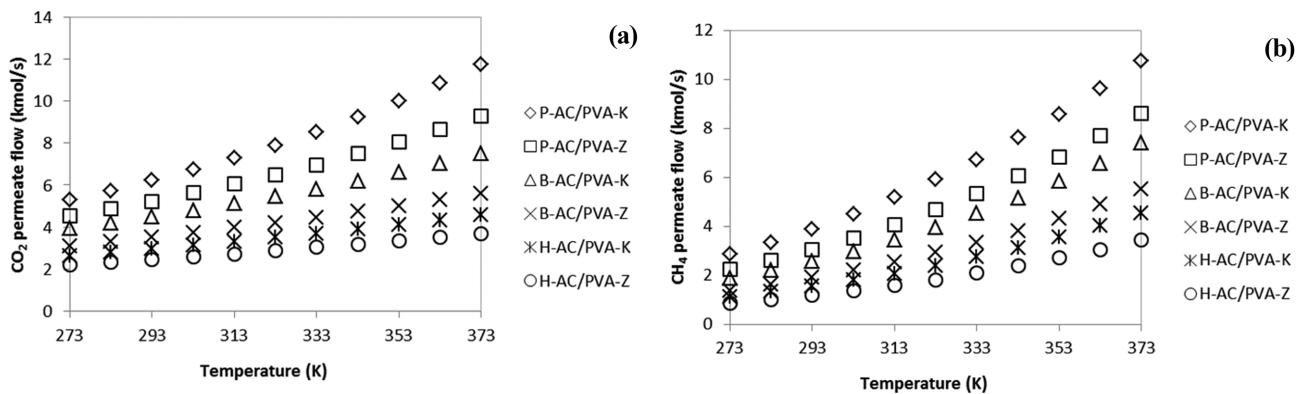 (a)
CO₂ permeate flow (kmol/s)
14
12
10
8
6
4
2
0
273 293 313 333 353 373
Temperature (K)
P-AC/PVA-K
P-AC/PVA-Z
B-AC/PVA-K
B-AC/PVA-Z
H-AC/PVA-K
H-AC/PVA-Z
(b)
CH₄ permeate flow (kmol/s)
12
10
8
6
4
2
0
273 293 313 333 353 373
Temperature (K)
P-AC/PVA-K
P-AC/PVA-Z
B-AC/PVA-K
B-AC/PVA-Z
H-AC/PVA-K
H-AC/PVA-Z